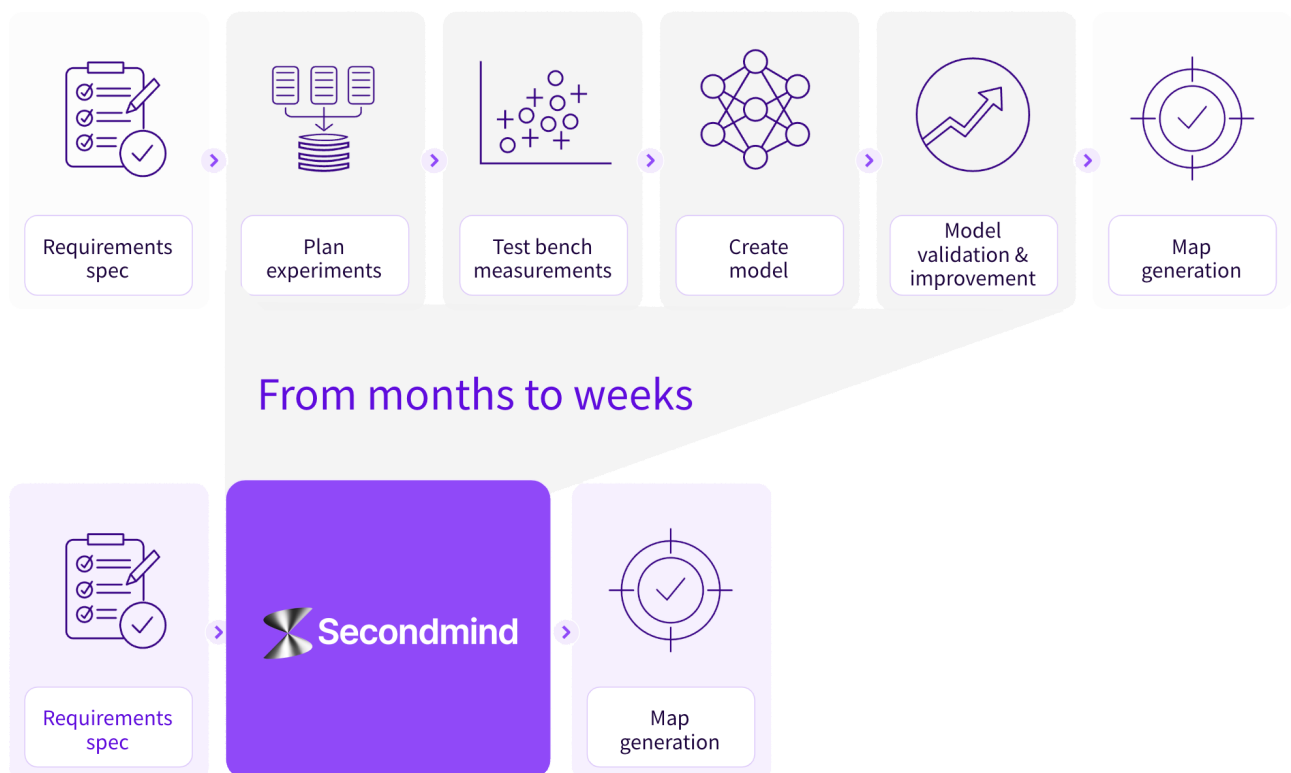 Requirements
spec
Plan
experiments
Test bench
measurements
Create
model
Model
validation &
improvement
Map
generation
From months to weeks
Secondmind
Requirements
spec
Map
generation